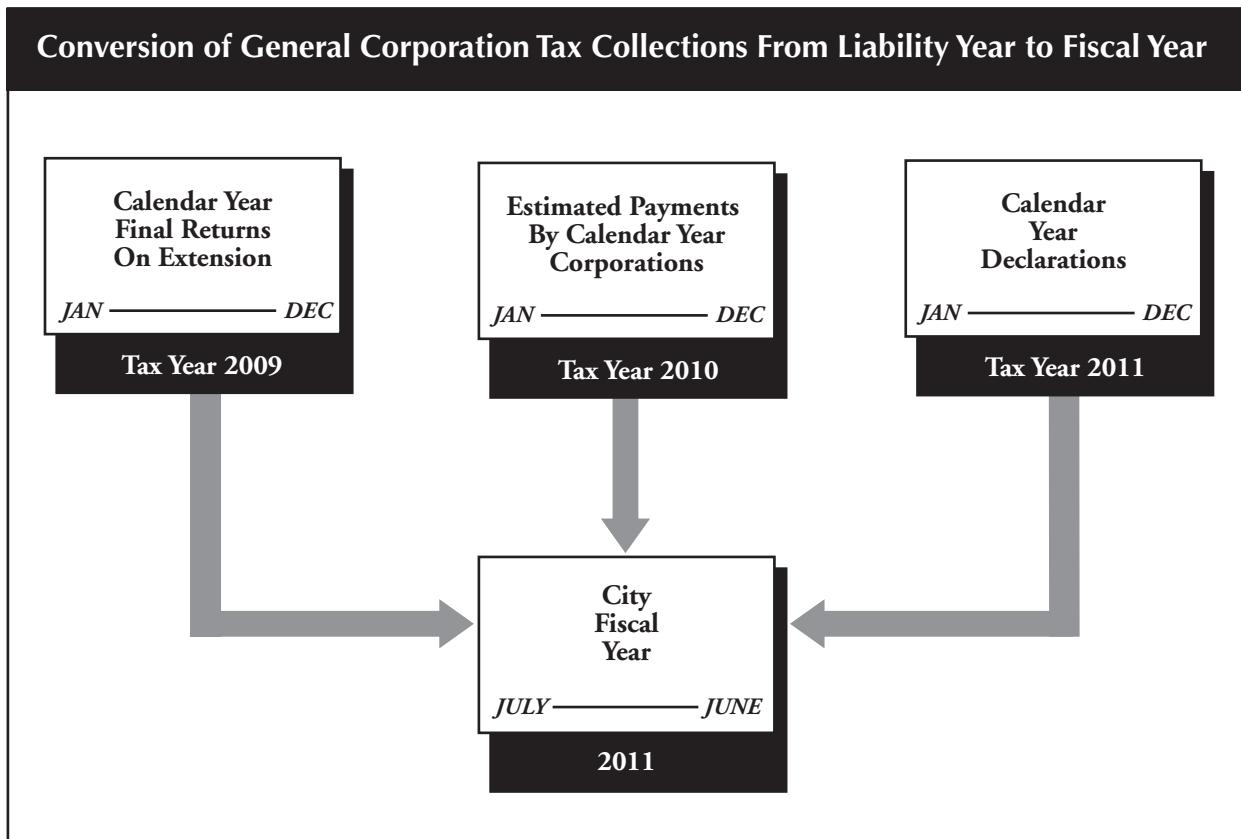 Conversion of General Corporation Tax Collections From Liability Year to Fiscal Year
Calendar Year
Final Returns
On Extension
JAN DEC
Tax Year 2009
Estimated Payments
By Calendar Year
Corporations
JAN DEC
Tax Year 2010
Calendar
Year
Declarations
JAN DEC
Tax Year 2011
City
Fiscal
Year
JULY JUNE
2011